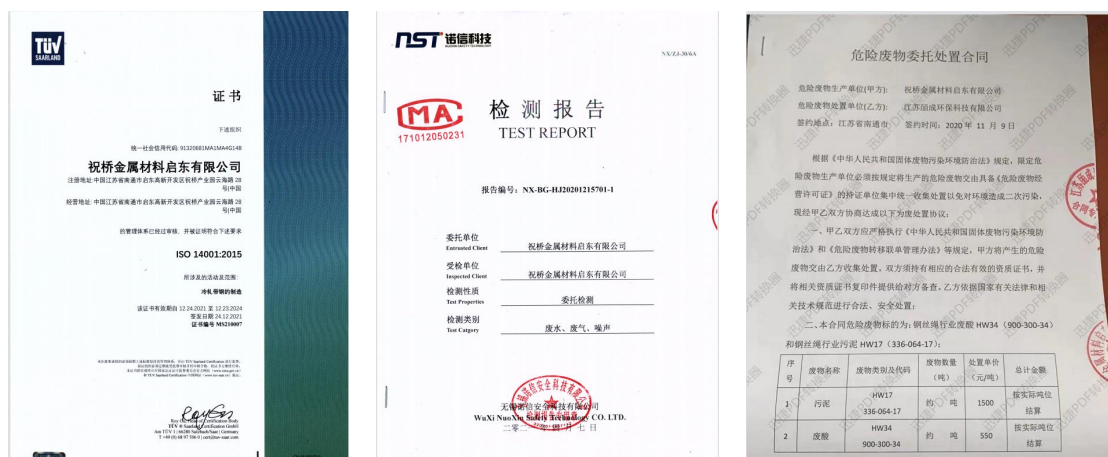 TÜV
SAARLAND
证书
下述组织
统一社会信用代码: 91320681MA1MA4G14B
祝桥金属材料启东有限公司
注册地址:中国江苏省南通市启东高新开发区祝桥产业园云海路 28
号(中国
经营地址: 中国江苏省南通市启东高新开发区祝桥产业园云海路 28
号(中国
的管理体系已经过审核，并被证明符合下述要求
ISO 14001:2015
所涉及的活动及范围:
冷轧带钢的制造
该证书有效期自 12.24.2021 至 12.23.2024
签发日期 24.12.2021
证书编号 MS210007
TÜV ® Saarland Certification GmbH
Am TÜV 1 | 66280 Sulzbach/Saar | Germany
NST 诺信科技
NX/ZJ-30/6A
MA
171012050231
检测报告
TEST REPORT
报告编号：NX-BG-HJ20201215701-1
委托单位
Entrusted Client
祝桥金属材料启东有限公司
受检单位
Inspected Client
祝桥金属材料启东有限公司
检测性质
Test Properties
委托检测
检测类别
Test Catgory
废水、废气、噪声
无锡诺信安全科技有限公司
WuXi NuoXin Safety Technology CO. LTD.
危险废物委托处置合同
危险废物生产单位(甲方): 祝桥金属材料启东有限公司
签约地点：江苏省南通市 签约时间：2020 年 11 月 9 日
根据《中华人民共和国固体废物污染环境防治法》规定，限定危
险废物生产单位必须按规定将生产的危险废物交由具备《危险废物经
营许可证》的持证单位集中统一收集处置以免对环境造成二次污染，
现经甲乙双方协商达成以下为废处置协议：
一、甲乙双方应严格执行《中华人民共和国固体废物污染环境防
治法》和《危险废物转移联单管理办法》等规定，甲方将产生的危险
废物交由乙方收集处置。双方须持有相应的合法有效的资质证书，并
将相关资质证书复印件提供给对方备查。乙方依据国家有关法律和相
关技术规范进行合法、安全处置；
二、本合同危险废物标的为：钢丝绳行业废酸 HW34（900-300-34）
和钢丝绳行业污泥 HW17（336-064-17）：
序号 废物名称 废物类别及代码 废物数量（吨） 处置单价（元/吨） 总计金额
1 污泥 HW17 336-064-17 约 吨 1500 按实际吨位结算
2 废酸 HW34 900-300-34 约 吨 550 按实际吨位结算